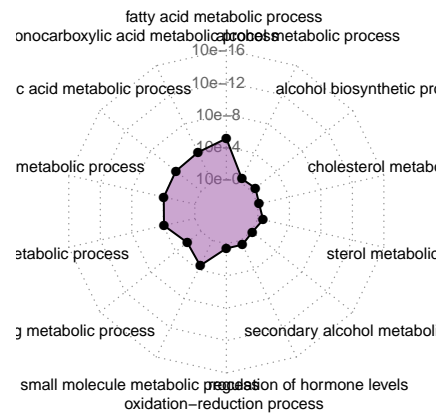 fatty acid metabolic process
onocarboxylic acid metabolic process
alcohol metabolic process
10e−16
c acid metabolic process
10e−12
alcohol biosynthetic pro
10e−8
10e−4
metabolic process
cholesterol metabo
10e−0
etabolic process
sterol metabolic
g metabolic process
secondary alcohol metaboli
small molecule metabolic process
regulation of hormone levels
oxidation−reduction process